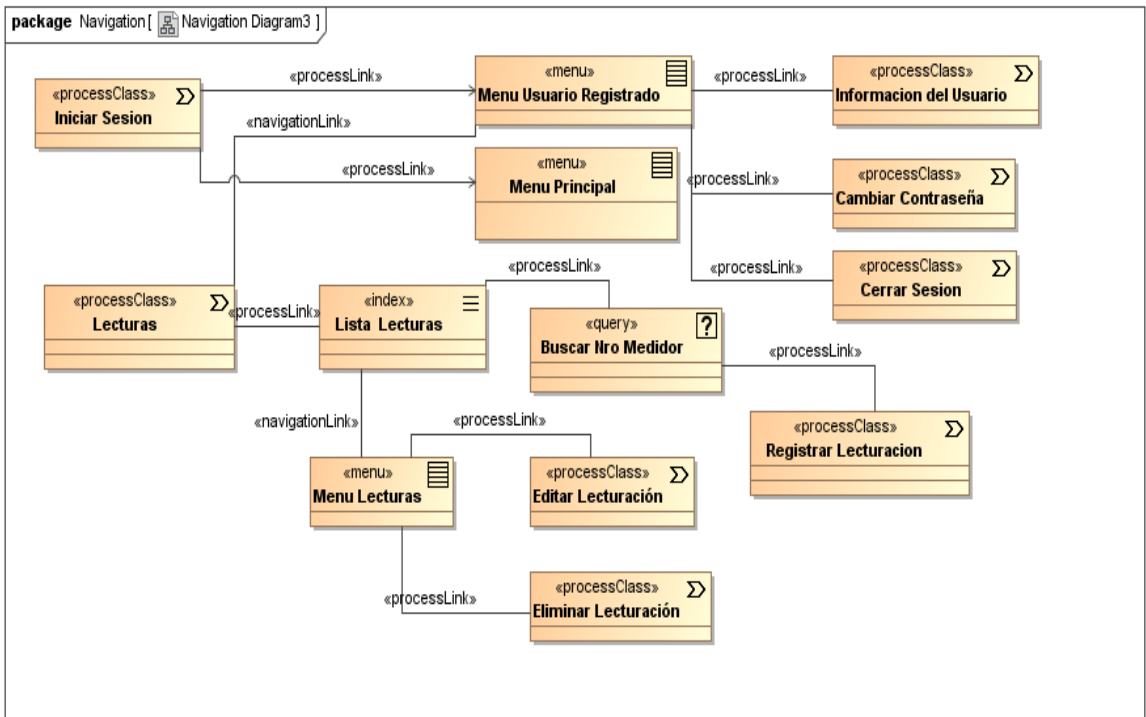 package Navigation [ Navigation Diagram3 ]
«processClass»
Iniciar Sesion
«processLink»
«menu»
Menu Usuario Registrado
«processLink»
«processClass»
Informacion del Usuario
«navigationLink»
«processLink»
«menu»
Menu Principal
«processLink»
«processClass»
Cambiar Contraseña
«processLink»
«processClass»
Cerrar Sesion
«processClass»
Lecturas
«processLink»
«index»
Lista Lecturas
«processLink»
«query»
Buscar Nro Medidor
?
«processLink»
«processClass»
Registrar Lecturacion
«navigationLink»
«menu»
Menu Lecturas
«processLink»
«processClass»
Editar Lecturación
«processLink»
«processClass»
Eliminar Lecturación